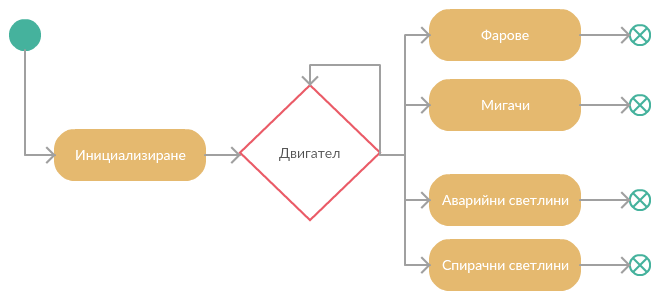 Фарове
Мигачи
Инициализиране
Двигател
Аварийни светлини
Спирачни светлини